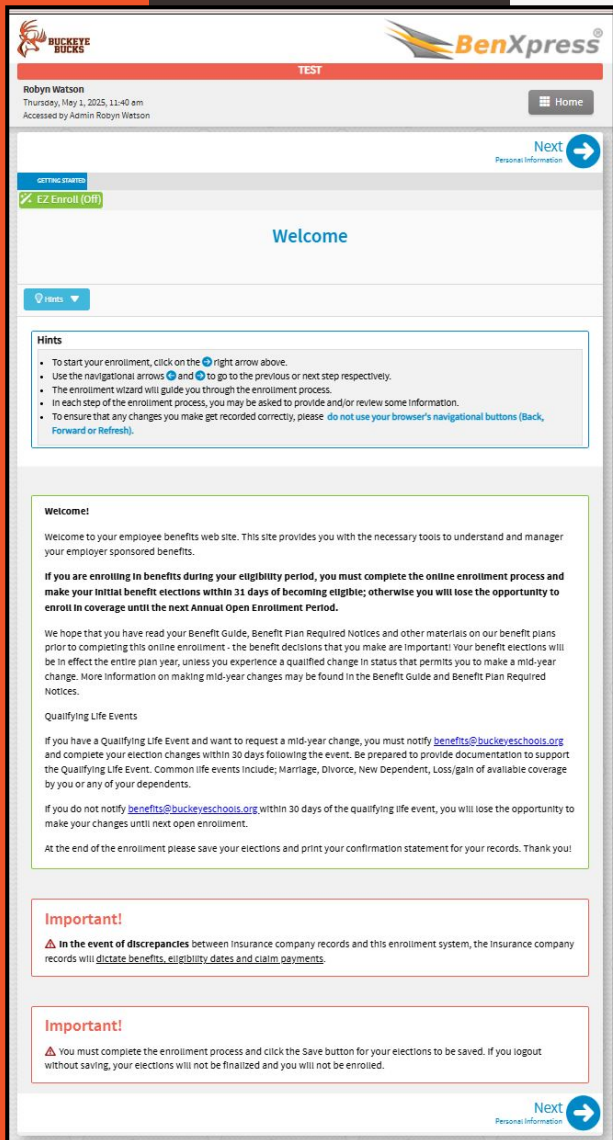 BUCKEYE
BUCKS
BenXpress®
TEST
Robyn Watson
Thursday, May 1, 2025, 11:40 am
Accessed by Admin Robyn Watson
Home
Next
Personal Information
GETTING STARTED
EZ Enroll (Off)
Welcome
Hints
Hints
• To start your enrollment, click on the right arrow above.
• Use the navigational arrows and to go to the previous or next step respectively.
• The enrollment wizard will guide you through the enrollment process.
• In each step of the enrollment process, you may be asked to provide and/or review some information.
• To ensure that any changes you make get recorded correctly, please do not use your browser's navigational buttons (Back,
Forward or Refresh).
Welcome!
Welcome to your employee benefits web site. This site provides you with the necessary tools to understand and manager
your employer sponsored benefits.
If you are enrolling in benefits during your eligibility period, you must complete the online enrollment process and
make your initial benefit elections within 31 days of becoming eligible; otherwise you will lose the opportunity to
enroll in coverage until the next Annual Open Enrollment Period.
We hope that you have read your Benefit Guide, Benefit Plan Required Notices and other materials on our benefit plans
prior to completing this online enrollment - the benefit decisions that you make are important! Your benefit elections will
be in effect the entire plan year, unless you experience a qualified change in status that permits you to make a mid-year
change. More information on making mid-year changes may be found in the Benefit Guide and Benefit Plan Required
Notices.
Qualifying Life Events
If you have a Qualifying Life Event and want to request a mid-year change, you must notify benefits@buckeyeschools.org
and complete your election changes within 30 days following the event. Be prepared to provide documentation to support
the Qualifying Life Event. Common life events include; Marriage, Divorce, New Dependent, Loss/gain of available coverage
by you or any of your dependents.
If you do not notify benefits@buckeyeschools.org within 30 days of the qualifying life event, you will lose the opportunity to
make your changes until next open enrollment.
At the end of the enrollment please save your elections and print your confirmation statement for your records. Thank you!
Important!
In the event of discrepancies between insurance company records and this enrollment system, the insurance company
records will dictate benefits, eligibility dates and claim payments.
Important!
You must complete the enrollment process and click the Save button for your elections to be saved. If you logout
without saving, your elections will not be finalized and you will not be enrolled.
Next
Personal Information